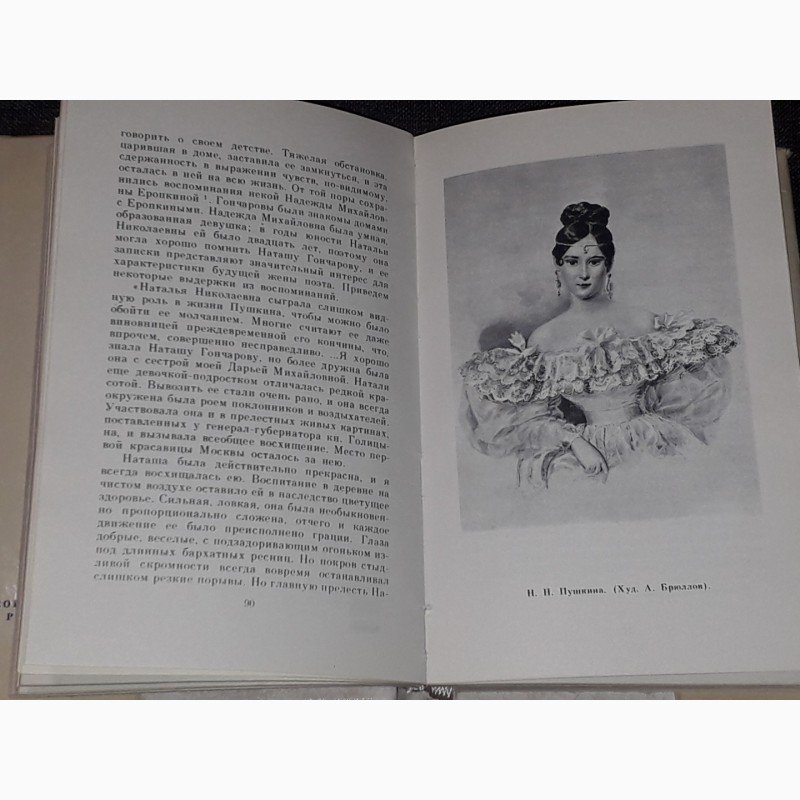 говорить о своем детстве. Тяжелая обстановка,
царившая в доме, заставила ее замкнуться, и эта
сдержанность в выражении чувств, по-видимому,
осталась в ней на всю жизнь. От той поры сохра-
нились воспоминания некой Надежды Михайлов-
ны Еропкиной ¹. Гончаровы были знакомы домами
с Еропкиными. Надежда Михайловна была умная,
образованная девушка; в годы юности Натальи
Николаевны ей было двадцать лет, поэтому она
могла хорошо помнить Наташу Гончарову, и ее
записки представляют значительный интерес для
характеристики будущей жены поэта. Приведем
некоторые выдержки из воспоминаний.
«Наталья Николаевна сыграла слишком вид-
ную роль в жизни Пушкина, чтобы можно было
обойти ее молчанием. Многие считают ее даже
виновницей преждевременной его кончины, что,
впрочем, совершенно несправедливо. ...Я хорошо
знала Наташу Гончарову, но более дружна была
она с сестрой моей Дарьей Михайловной. Натали
еще девочкой-подростком отличалась редкой кра-
сотой. Вывозить ее стали очень рано, и она всегда
окружена была роем поклонников и воздыхателей.
Участвовала она и в прелестных живых картинах,
поставленных у генерал-губернатора кн. Голицы-
на, и вызывала всеобщее восхищение. Место пер-
вой красавицы Москвы осталось за нею.
Наташа была действительно прекрасна, и я
всегда восхищалась ею. Воспитание в деревне на
чистом воздухе оставило ей в наследство цветущее
здоровье. Сильная, ловкая, она была необыкновен-
но пропорционально сложена, отчего и каждое
движение ее было преисполнено грации. Глаза
добрые, веселые, с подзадоривающим огоньком из-
под длинных бархатных ресниц. Но покров стыд-
ливой скромности всегда вовремя останавливал
слишком резкие порывы. Но главную прелесть На-
90
Н. Н. Пушкина. (Худ. А. Брюллов).